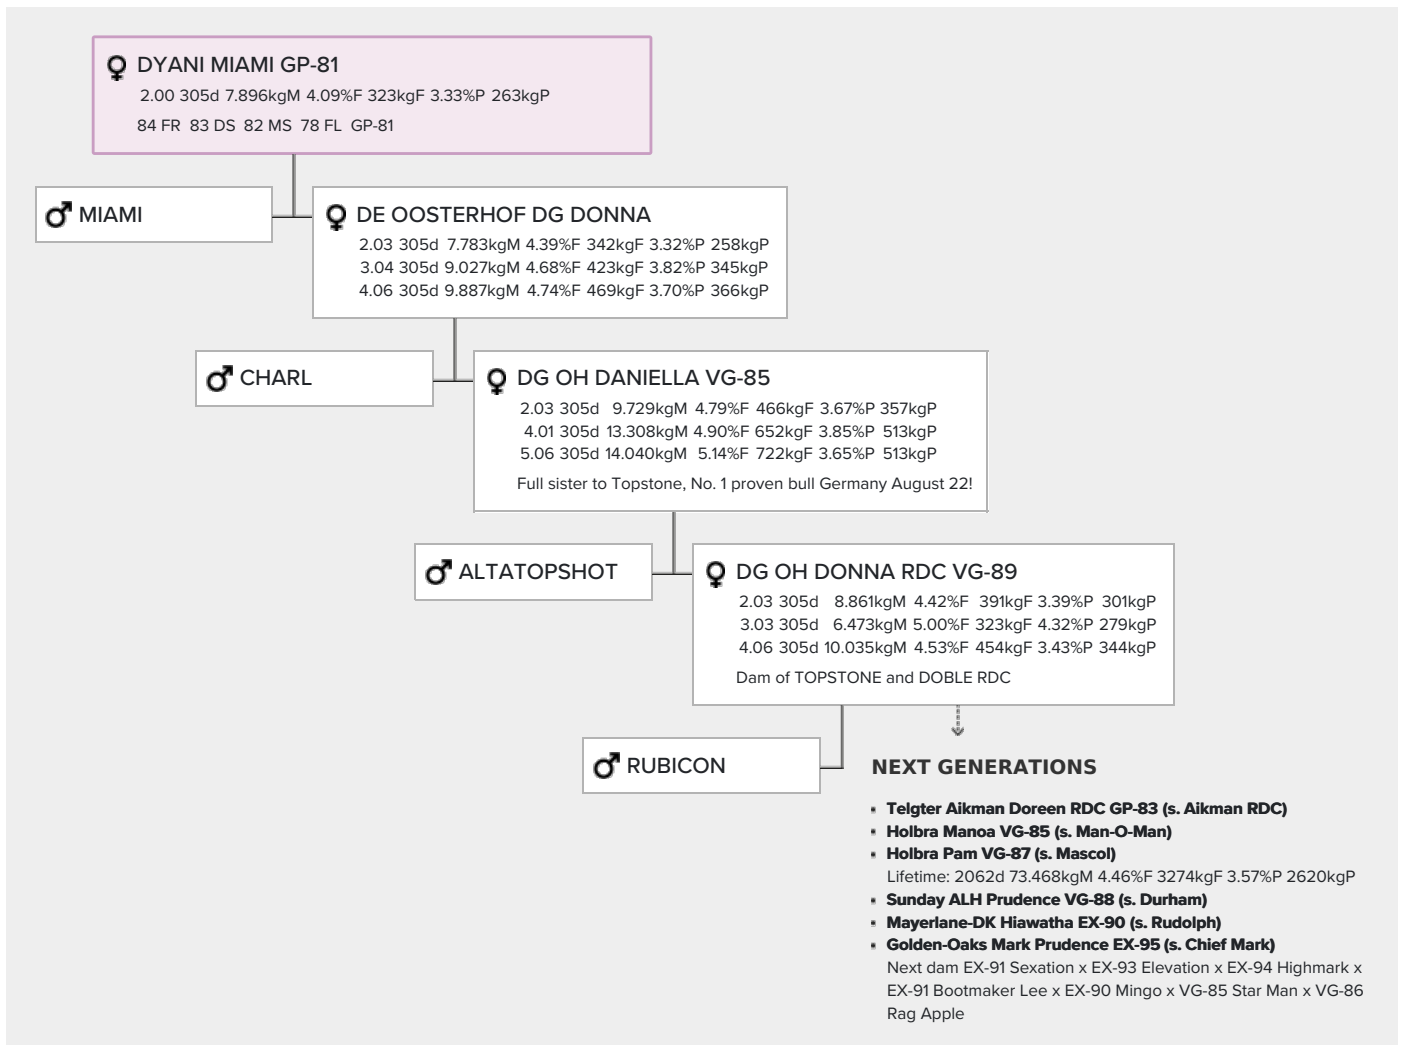 DYANI MIAMI GP-81
2.00 305d 7.896kgM 4.09%F 323kgF 3.33%P 263kgP
84 FR 83 DS 82 MS 78 FL GP-81
MIAMI
DE OOSTERHOF DG DONNA
2.03 305d 7.783kgM 4.39%F 342kgF 3.32%P 258kgP
3.04 305d 9.027kgM 4.68%F 423kgF 3.82%P 345kgP
4.06 305d 9.887kgM 4.74%F 469kgF 3.70%P 366kgP
CHARL
DG OH DANIELLA VG-85
2.03 305d 9.729kgM 4.79%F 466kgF 3.67%P 357kgP
4.01 305d 13.308kgM 4.90%F 652kgF 3.85%P 513kgP
5.06 305d 14.040kgM 5.14%F 722kgF 3.65%P 513kgP
Full sister to Topstone, No. 1 proven bull Germany August 22!
ALTATOPSHOT
DG OH DONNA RDC VG-89
2.03 305d 8.861kgM 4.42%F 391kgF 3.39%P 301kgP
3.03 305d 6.473kgM 5.00%F 323kgF 4.32%P 279kgP
4.06 305d 10.035kgM 4.53%F 454kgF 3.43%P 344kgP
Dam of TOPSTONE and DOBLE RDC
RUBICON
NEXT GENERATIONS
Telgter Aikman Doreen RDC GP-83 (s. Aikman RDC)
Holbra Manoa VG-85 (s. Man-O-Man)
Holbra Pam VG-87 (s. Mascol)
Lifetime: 2062d 73.468kgM 4.46%F 3274kgF 3.57%P 2620kgP
Sunday ALH Prudence VG-88 (s. Durham)
Mayerlane-DK Hiawatha EX-90 (s. Rudolph)
Golden-Oaks Mark Prudence EX-95 (s. Chief Mark)
Next dam EX-91 Sexation x EX-93 Elevation x EX-94 Highmark x
EX-91 Bootmaker Lee x EX-90 Mingo x VG-85 Star Man x VG-86
Rag Apple